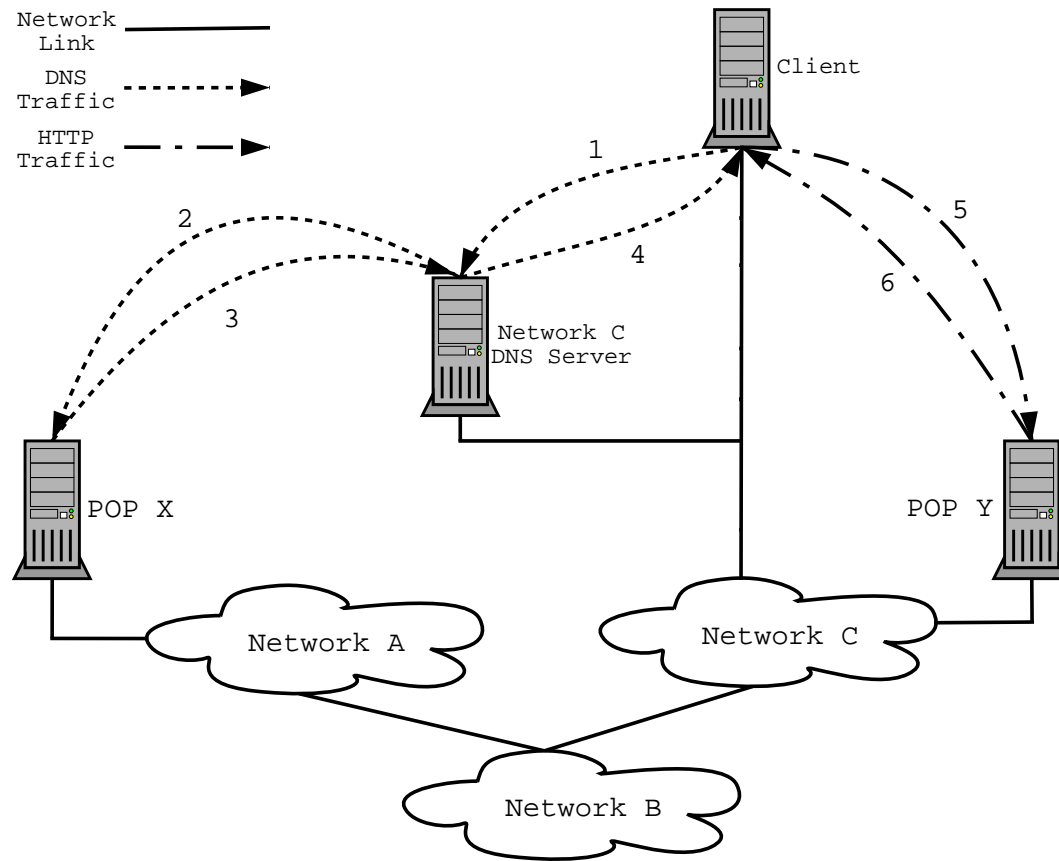 Network
Link
DNS
Traffic
HTTP
Traffic
Client
1
2
3
4
5
6
Network C
DNS Server
POP X
POP Y
Network A
Network C
Network B